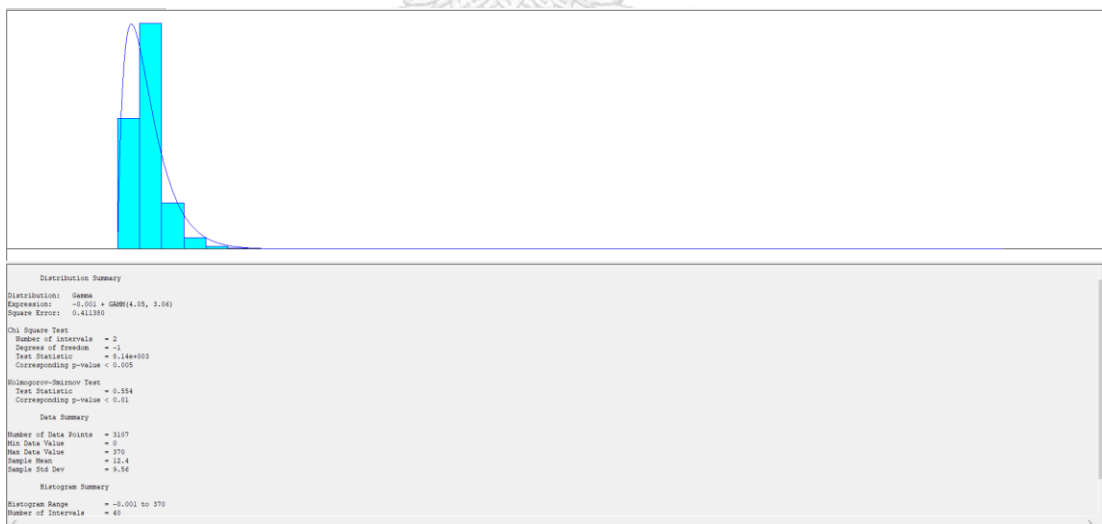 Distribution Summary
Distribution: Gamma
Expression: -0.001 + GAMM(4.05, 3.06)
Square Error: 0.411380
Chi Square Test
Number of intervals = 2
Degrees of freedom = -1
Test Statistic = 8.14e+003
Corresponding p-value < 0.005
Kolmogorov-Smirnov Test
Test Statistic = 0.554
Corresponding p-value < 0.01
Data Summary
Number of Data Points = 3107
Min Data Value = 0
Max Data Value = 370
Sample Mean = 12.4
Sample Std Dev = 9.56
Histogram Summary
Histogram Range = -0.001 to 370
Number of Intervals = 40